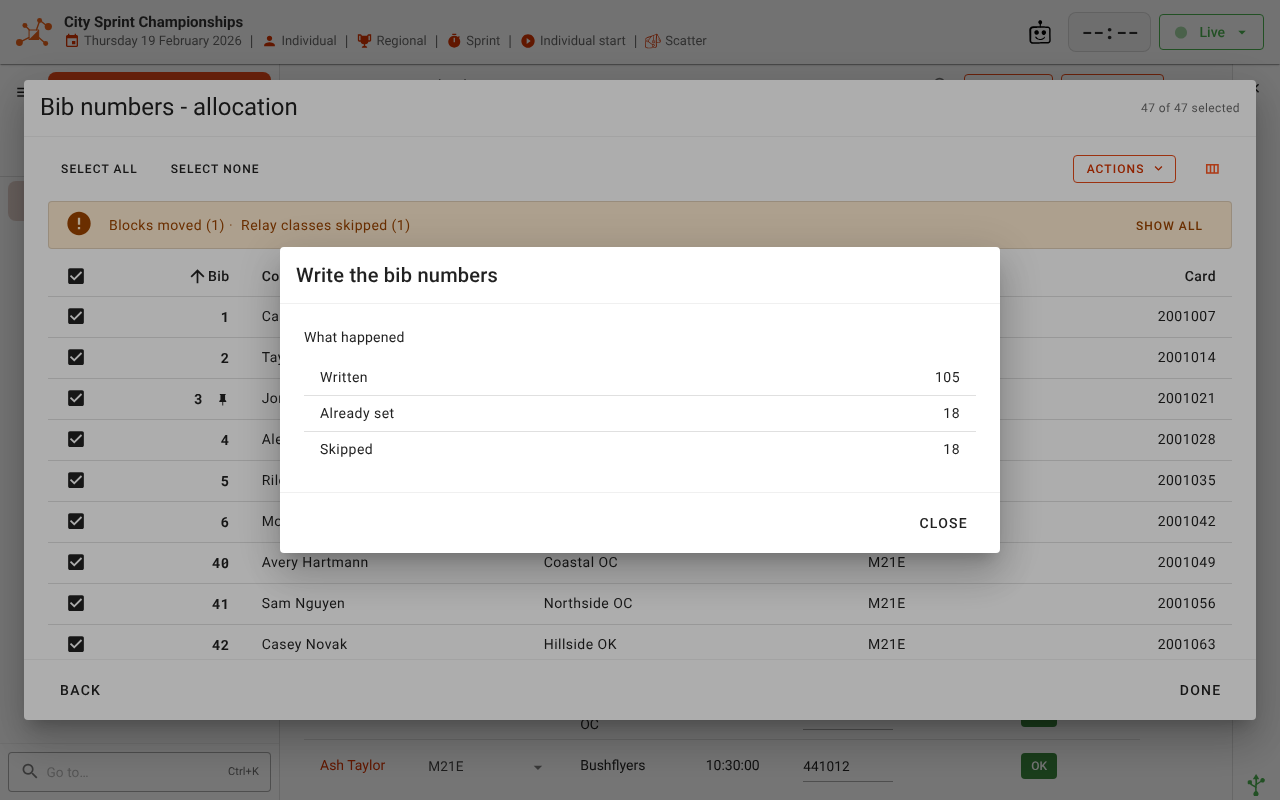 City Sprint Championships
Thursday 19 February 2026 | Individual | Regional | Sprint | Individual start | Scatter
--:--
Live
Bib numbers - allocation
47 of 47 selected
SELECT ALL
SELECT NONE
ACTIONS
Blocks moved (1) · Relay classes skipped (1)
SHOW ALL
Bib
Card
1 2001007
2 2001014
3 2001021
4 2001028
5 2001035
6 2001042
40 Avery Hartmann Coastal OC M21E 2001049
41 Sam Nguyen Northside OC M21E 2001056
42 Casey Novak Hillside OK M21E 2001063
Write the bib numbers
What happened
Written 105
Already set 18
Skipped 18
CLOSE
BACK
DONE
OC
Go to...
Ctrl+K
Ash Taylor M21E Bushflyers 10:30:00 441012 OK